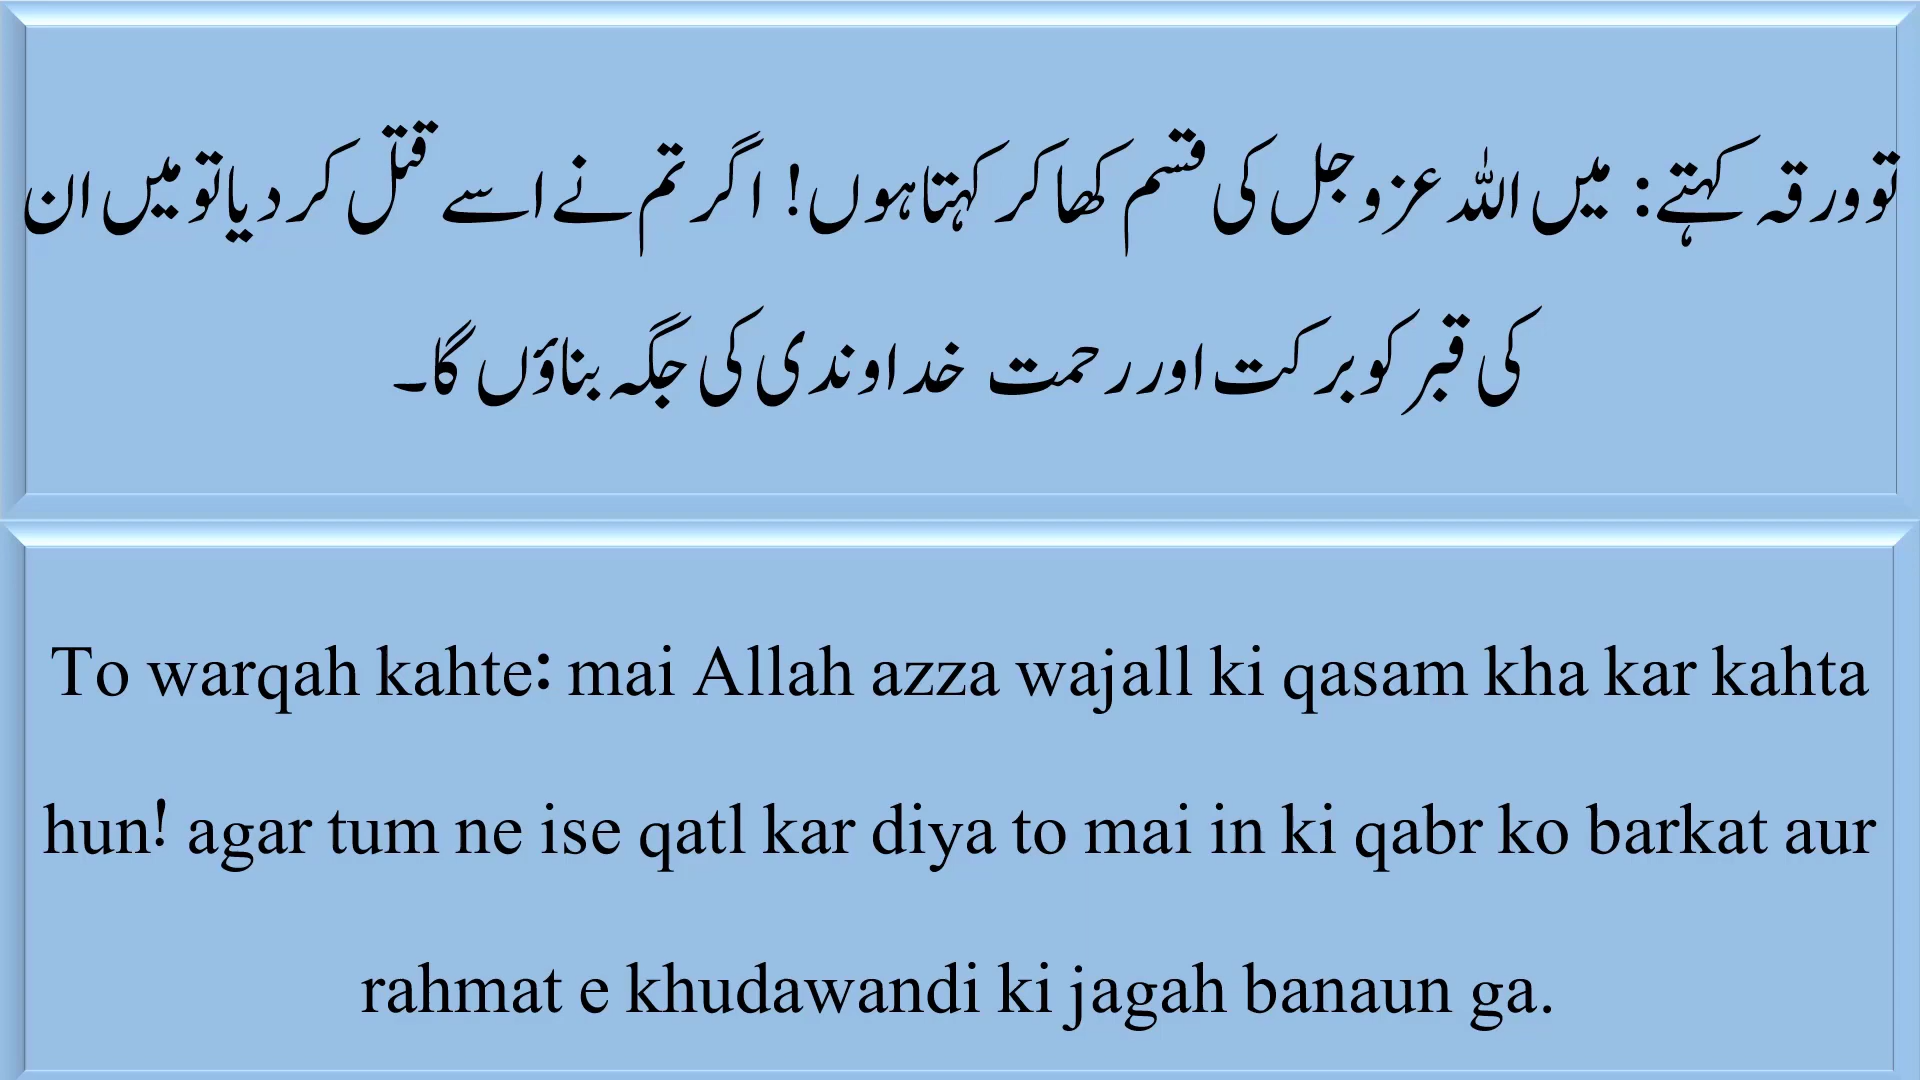 تو ورقہ کہتے: میں اللہ عزوجل کی قسم کھا کر کہتا ہوں! اگر تم نے اسے قتل کر دیا تو میں ان
کی قبر کو برکت اور رحمت خداوندی کی جگہ بناؤں گا۔
To warqah kahte: mai Allah azza wajall ki qasam kha kar kahta
hun! agar tum ne ise qatl kar diya to mai in ki qabr ko barkat aur
rahmat e khudawandi ki jagah banaun ga.